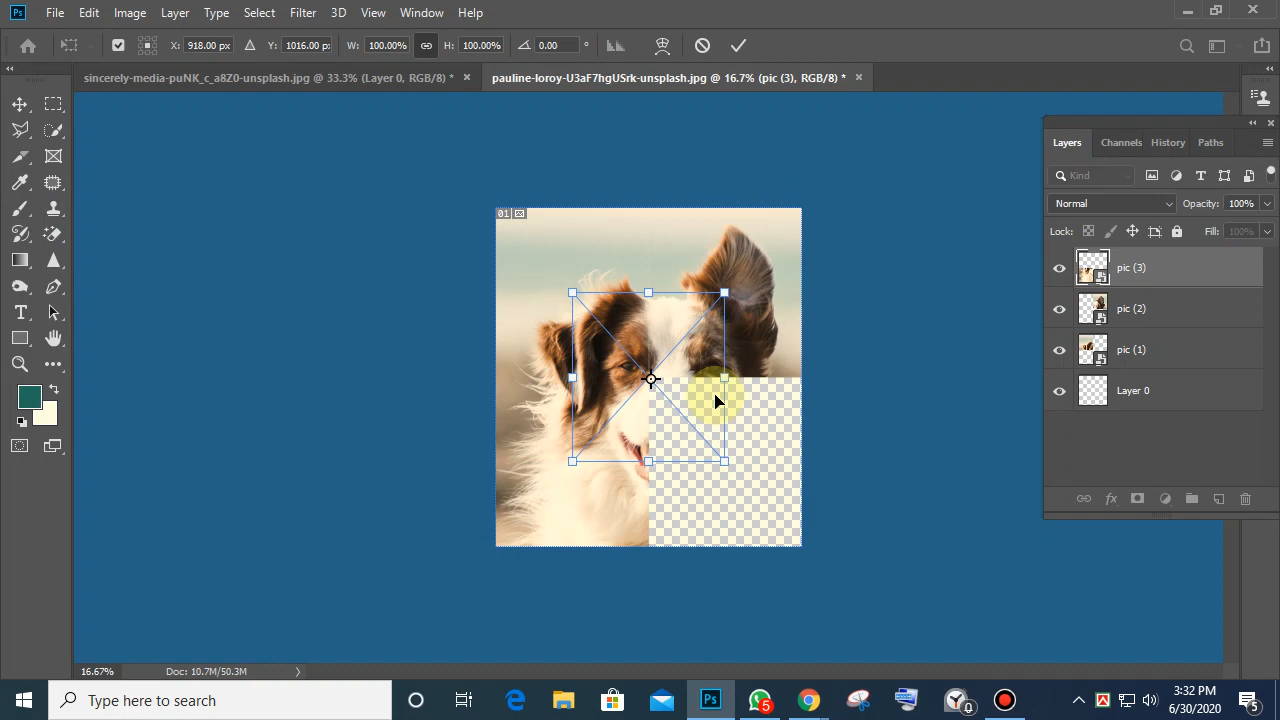 Ps File Edit Image Layer Type Select Filter 3D View Window Help
X: 918.00 px Y: 1016.00 p: W: 100.00% H: 100.00% 0.00 °
sincerely-media-puNK_c_a8Z0-unsplash.jpg @ 33.3% (Layer 0, RGB/8) *
pauline-loroy-U3aF7hgUSrk-unsplash.jpg @ 16.7% (pic (3), RGB/8) *
01
Layers Channels History Paths
Kind
Normal Opacity: 100%
Lock: Fill: 100%
pic (3)
pic (2)
pic (1)
Layer 0
T
16.67% Doc: 10.7M/50.3M
Type here to search
Ps
5
0
A
3:32 PM
6/30/2020
5